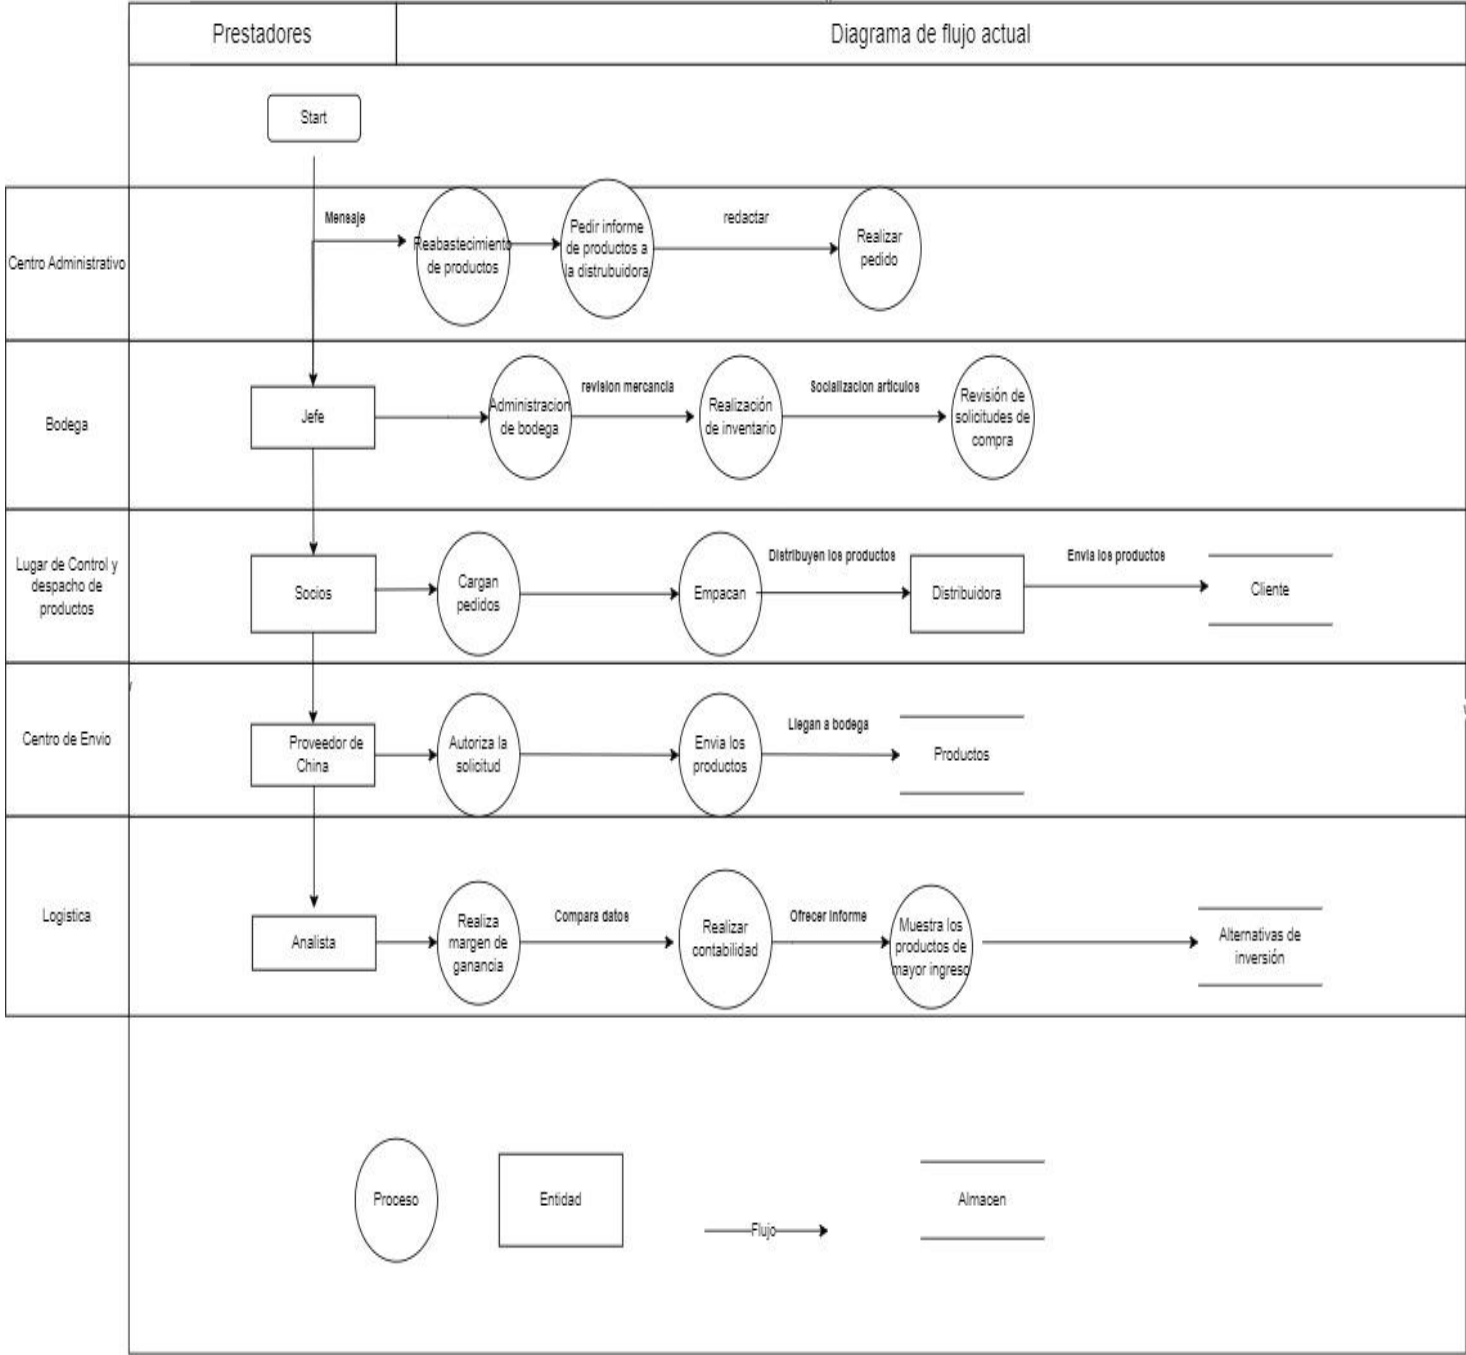 Prestadores
Diagrama de flujo actual
Start
Centro Administrativo
Mensaje
Reabastecimiento
de productos
Pedir informe
de productos a
la distrubuidora
redactar
Realizar
pedido
Bodega
Jefe
Administracion
de bodega
revision mercancia
Realización
de inventario
Socializacion articulos
Revisión de
solicitudes de
compra
Lugar de Control y
despacho de
productos
Socios
Cargan
pedidos
Empacan
Distribuyen los productos
Distribuidora
Envia los productos
Cliente
Centro de Envio
Proveedor de
China
Autoriza la
solicitud
Envia los
productos
Llegan a bodega
Productos
Logistica
Analista
Realiza
margen de
ganancia
Compara datos
Realizar
contabilidad
Ofrecer informe
Muestra los
productos de
mayor ingreso
Alternativas de
inversión
Proceso
Entidad
Flujo
Almacen